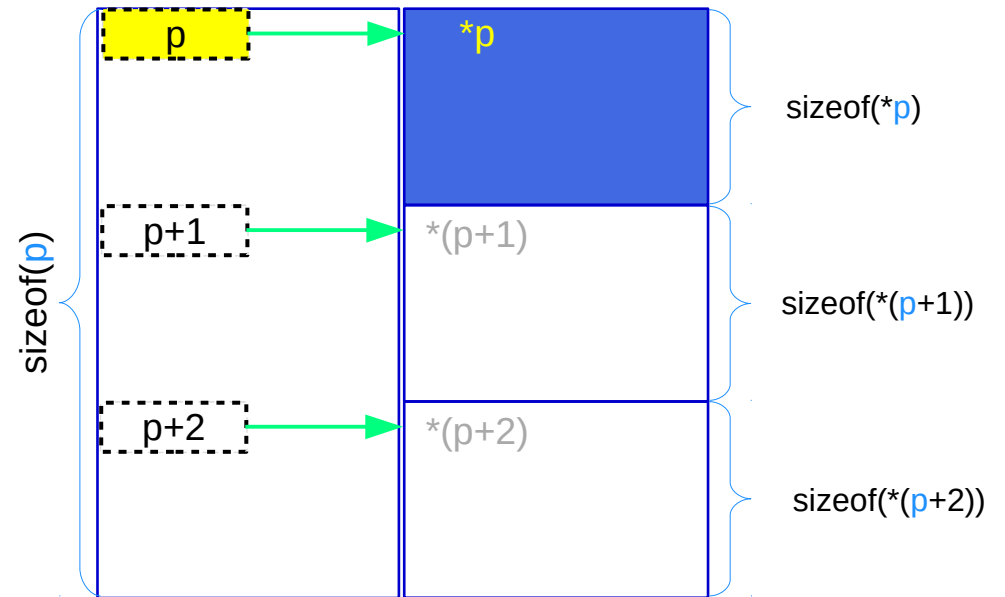 p
*p
sizeof(*p)
sizeof(p)
p+1
*(p+1)
sizeof(*(p+1))
p+2
*(p+2)
sizeof(*(p+2))